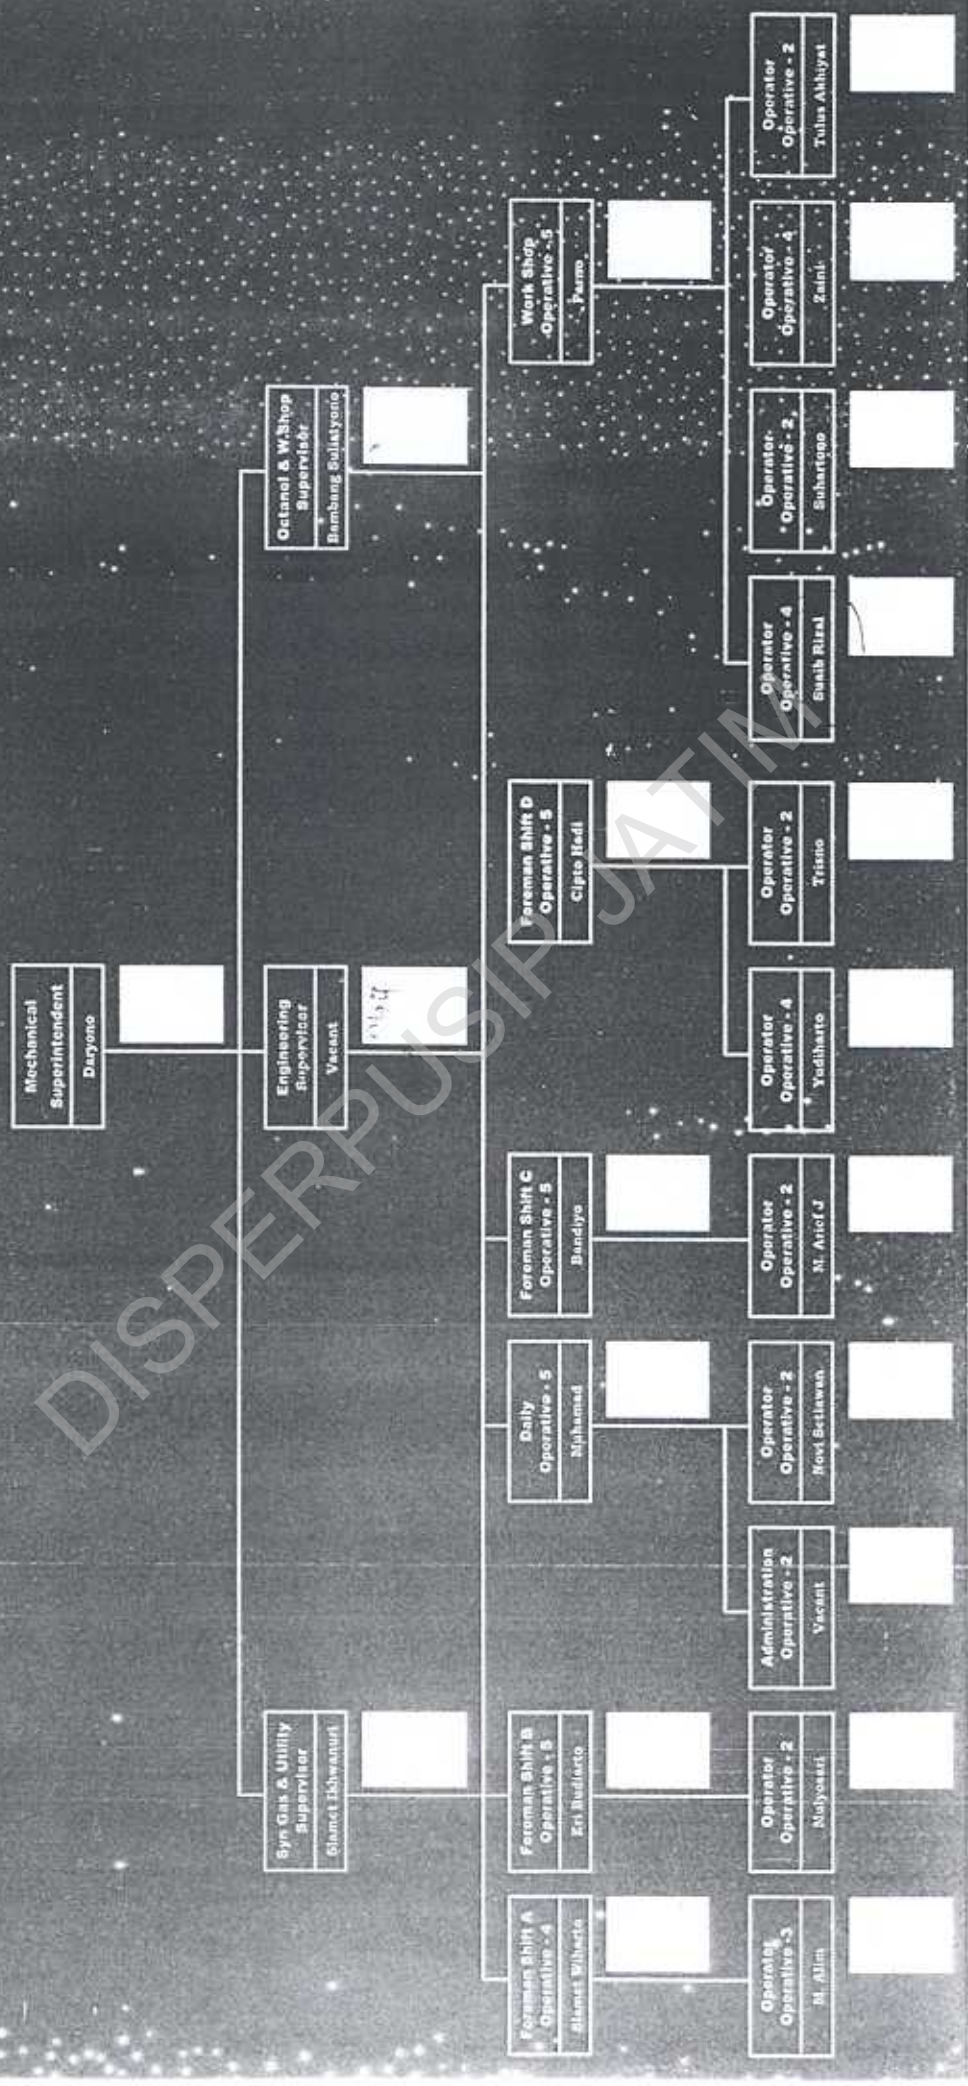 Mechanical
Superintendent
Daryono
Syn Gas & Utility
Supervisor
Slamet Ikhwanuri
Engineering
Supervisor
Vacant
Octanol & W.Shop
Supervisor
Bambang Suliatyono
Foreman Shift A
Operative - 4
Slamet Wiharto
Foreman Shift B
Operative - 5
Eri Budiarto
Daily
Operative - 5
Muhamad
Foreman Shift C
Operative - 5
Bandiyo
Foreman Shift D
Operative - 5
Cipto Hadi
Work Shop
Operative - 5
Parno
Operator
Operative -3
M. Alim
Operator
Operative - 2
Mulyosari
Administration
Operative - 2
Vacant
Operator
Operative - 2
Novi Setiawan
Operator
Operative - 2
M. Arief J
Operator
Operative - 4
Yudiharto
Operator
Operative - 2
Trisno
Operator
Operative - 4
Suaib Rizal
Operator
Operative - 2
Suhartono
Operator
Operative - 4
Zaini
Operator
Operative - 2
Tulus Akhiyat
DISPERPUSIP JATIM